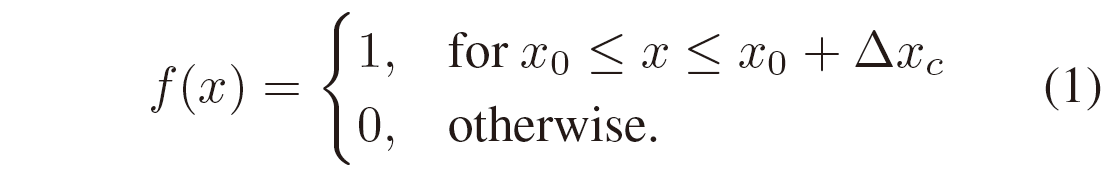 f(x) = { 1, for x₀ ≤ x ≤ x₀ + Δx_c
0, otherwise. (1)